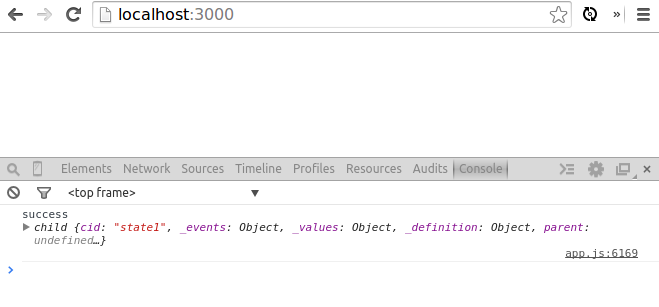 localhost:3000
»
Elements Network Sources Timeline Profiles Resources Audits Console
<top frame>
success
child {cid: "state1", _events: Object, _values: Object, _definition: Object, parent:
undefined…}
app.js:6169